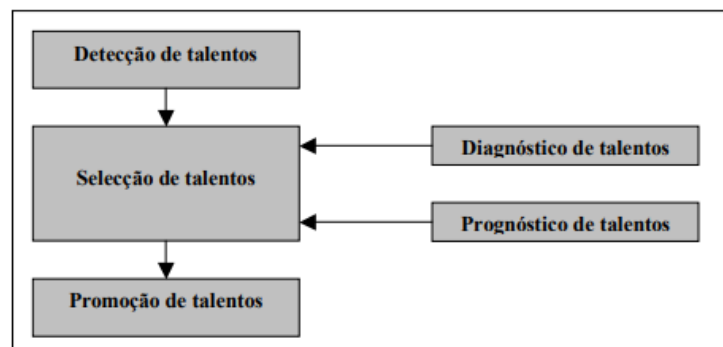 Detecção de talentos
Selecção de talentos
Diagnóstico de talentos
Prognóstico de talentos
Promoção de talentos